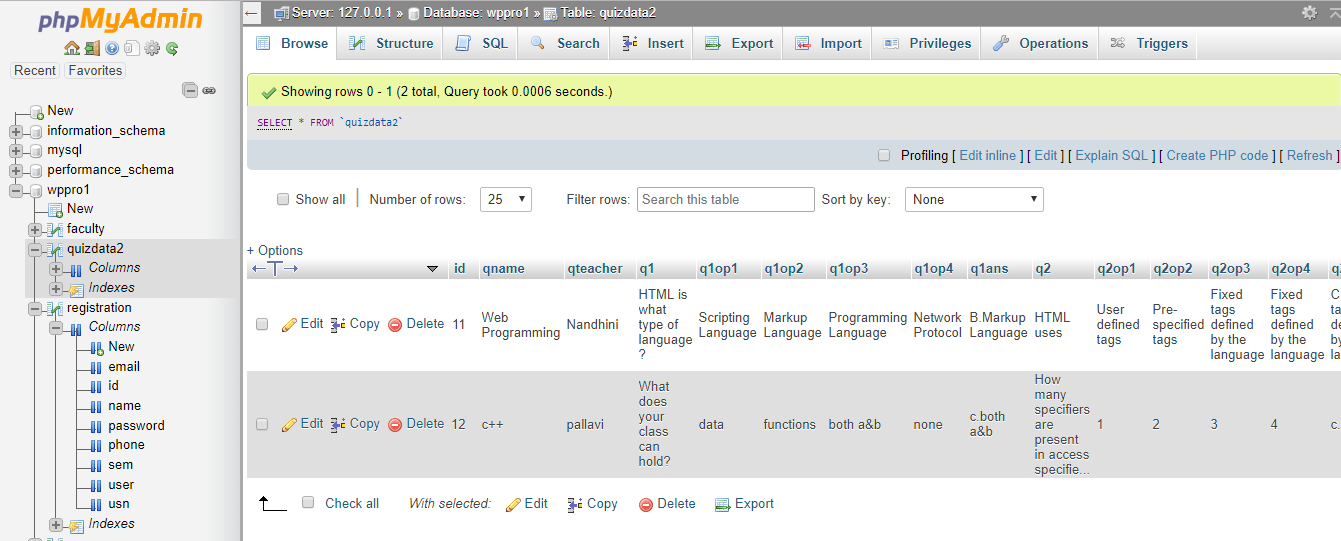 phpMyAdmin
Recent Favorites
New
information_schema
mysql
performance_schema
wppro1
New
faculty
quizdata2
Columns
Indexes
registration
Columns
New
email
id
name
password
phone
sem
user
usn
Indexes
Server: 127.0.0.1 » Database: wppro1 » Table: quizdata2
Browse Structure SQL Search Insert Export Import Privileges Operations Triggers
Showing rows 0 - 1 (2 total, Query took 0.0006 seconds.)
SELECT * FROM `quizdata2`
Profiling [ Edit inline ] [ Edit ] [ Explain SQL ] [ Create PHP code ] [ Refresh ]
Show all | Number of rows: 25 Filter rows: Search this table Sort by key: None
+ Options
←T→ id qname qteacher q1 q1op1 q1op2 q1op3 q1op4 q1ans q2 q2op1 q2op2 q2op3 q2op4
Edit Copy Delete 11
Web
Programming
Nandhini
HTML is
what
type of
language
?
Scripting
Language
Markup
Language
Programming
Language
Network
Protocol
B.Markup
Language
HTML
uses
User
defined
tags
Pre-
specified
tags
Fixed
tags
defined
by the
language
Fixed
tags
defined
by the
language
Edit Copy Delete 12 c++ pallavi
What
does
your
class
can
hold?
data functions both a&b none
c.both
a&b
How
many
specifiers
are
present
in access
specifie...
1 2 3 4 c.
Check all With selected: Edit Copy Delete Export